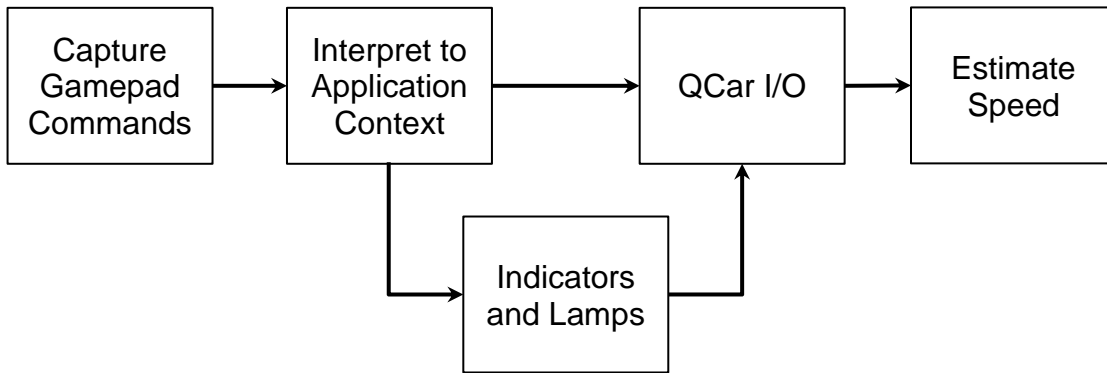 Capture
Gamepad
Commands
Interpret to
Application
Context
QCar I/O
Estimate
Speed
Indicators
and Lamps